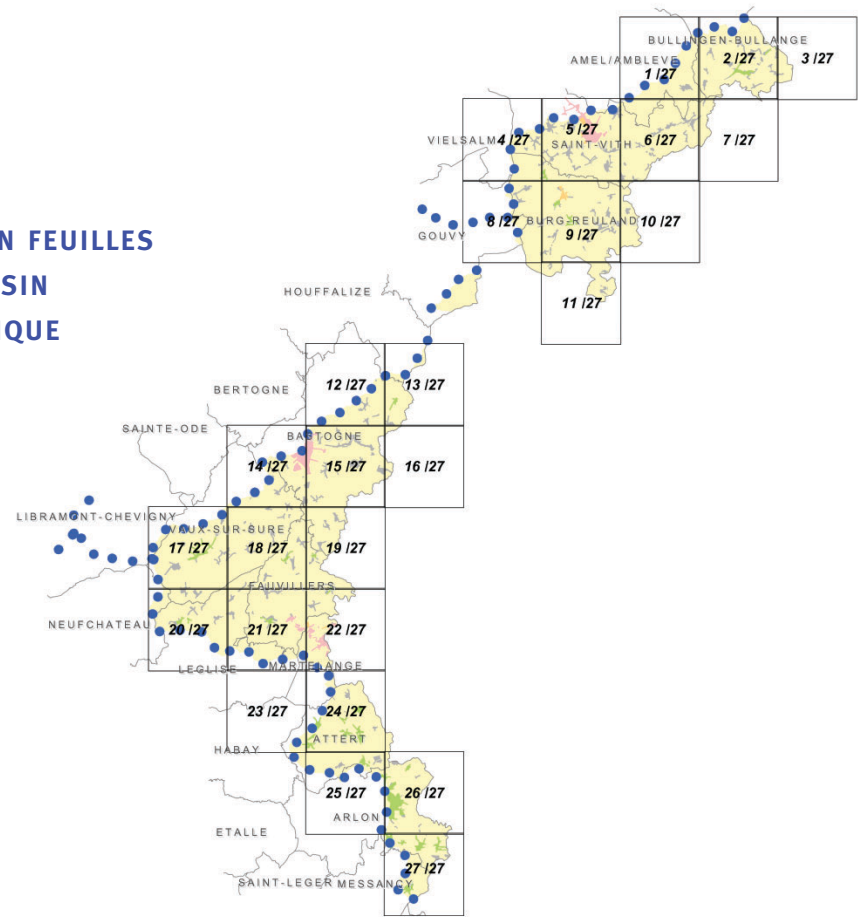 BULLINGEN-BULLANGE
AMEL/AMBLEVE
1 /27
2 /27
3 /27
VIELSALM
4 /27
5 /27
SAINT-VITH
6 /27
7 /27
GOUVY
8 /27
BURG-REULAND
9 /27
10 /27
N FEUILLES
SIN
IQUE
HOUFFALIZE
11 /27
BERTOGNE
12 /27
13 /27
SAINTE-ODE
BASTOGNE
14 /27
15 /27
16 /27
LIBRAMONT-CHEVIGNY
VAUX-SUR-SURE
17 /27
18 /27
19 /27
FAUVILLERS
NEUFCHATEAU
20 /27
21 /27
22 /27
LEGLISE
MARTELANGE
23 /27
24 /27
HABAY
ATTERT
25 /27
26 /27
ARLON
ETALLE
27 /27
SAINT-LEGER
MESSANCY